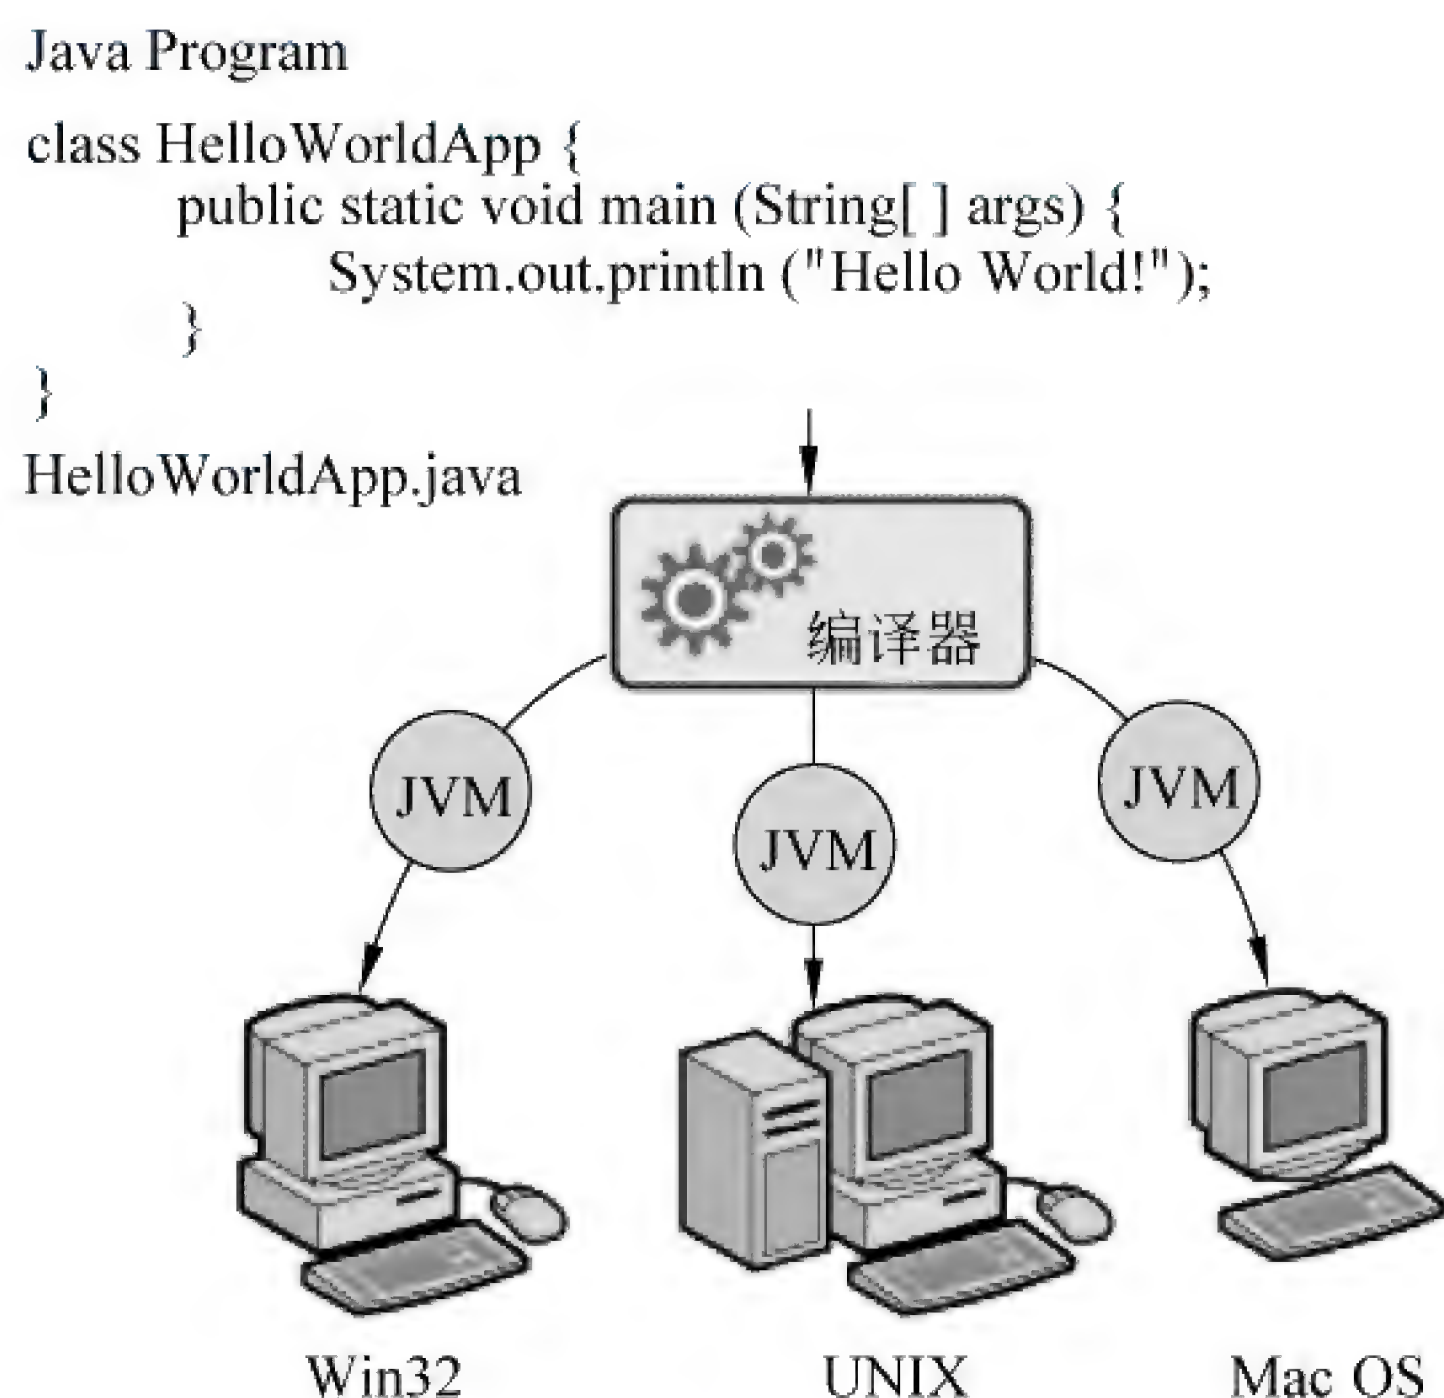 Java Program
class HelloWorldApp {
public static void main (String[ ] args) {
System.out.println ("Hello World!");
}
}
HelloWorldApp.java
编译器
JVM
JVM
JVM
Win32
UNIX
Mac OS